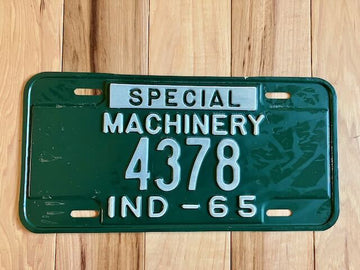 SPECIAL
MACHINERY
4378
IND - 65